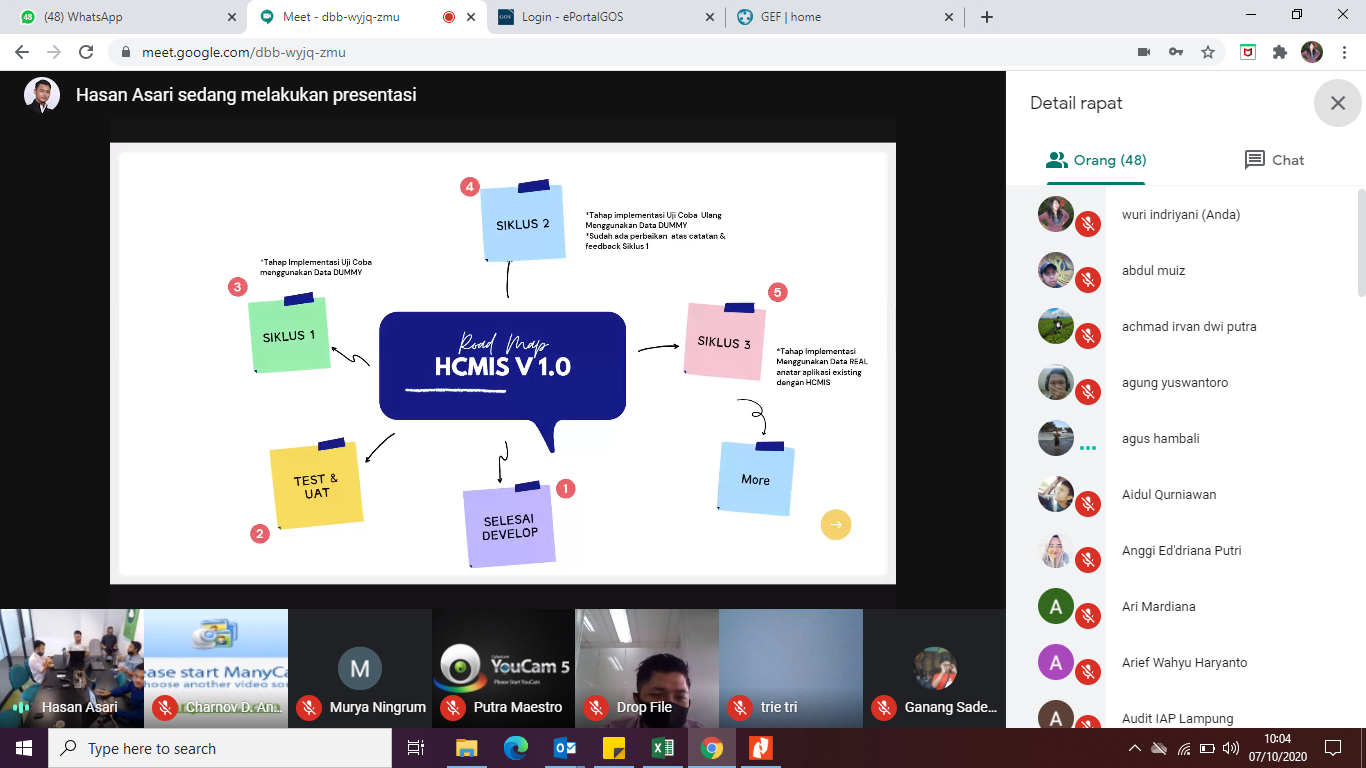 (48) WhatsApp
Meet - dbb-wyjq-zmu
Login - ePortalGOS
GEF | home
meet.google.com/dbb-wyjq-zmu
Hasan Asari sedang melakukan presentasi
4
SIKLUS 2
*Tahap implementasi Uji Coba Ulang
Menggunakan Data DUMMY
*Sudah ada perbaikan atas catatan &
feedback Siklus 1
*Tahap Implementasi Uji Coba
menggunakan Data DUMMY
3
SIKLUS 1
5
SIKLUS 3
*Tahap Implementasi
Menggunakan Data REAL
anatar aplikasi existing
dengan HCMIS
Road Map
HCMIS V 1.0
TEST &
UAT
2
1
SELESAI
DEVELOP
More
Detail rapat
Orang (48)
Chat
wuri indriyani (Anda)
abdul muiz
achmad irvan dwi putra
agung yuswantoro
agus hambali
Aidul Qurniawan
Anggi Ed'driana Putri
A
Ari Mardiana
A
Arief Wahyu Haryanto
A
Audit IAP Lampung
Hasan Asari
ease start ManyCa
hoose another video sou
Charnov D. An...
M
Murya Ningrum
YouCam 5
Please Start YouCam
Putra Maestro
Drop File
trie tri
Ganang Sade...
Type here to search
10:04
07/10/2020